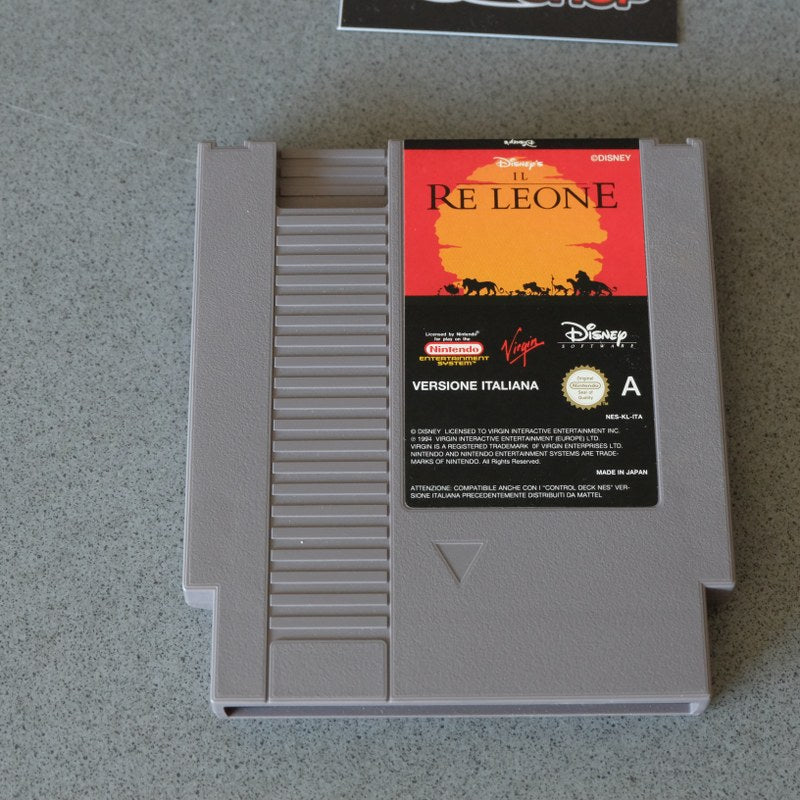 SHOP
Disney
Disney's
©DISNEY
IL
RE LEONE
Licensed by Nintendo®
for play on the
Nintendo
ENTERTAINMENT
SYSTEM™
Virgin
Disney
SOFTWARE
VERSIONE ITALIANA
Original
Nintendo
Seal of
Quality
A
NES-KL-ITA
© DISNEY LICENSED TO VIRGIN INTERACTIVE ENTERTAINMENT INC.
℗ 1994 VIRGIN INTERACTIVE ENTERTAINMENT (EUROPE) LTD.
VIRGIN IS A REGISTERED TRADEMARK OF VIRGIN ENTERPRISES LTD.
NINTENDO AND NINTENDO ENTERTAINMENT SYSTEMS ARE TRADE-
MARKS OF NINTENDO. All Rights Reserved.
MADE IN JAPAN
ATTENZIONE: COMPATIBILE ANCHE CON I "CONTROL DECK NES" VER-
SIONE ITALIANA PRECEDENTEMENTE DISTRIBUITI DA MATTEL